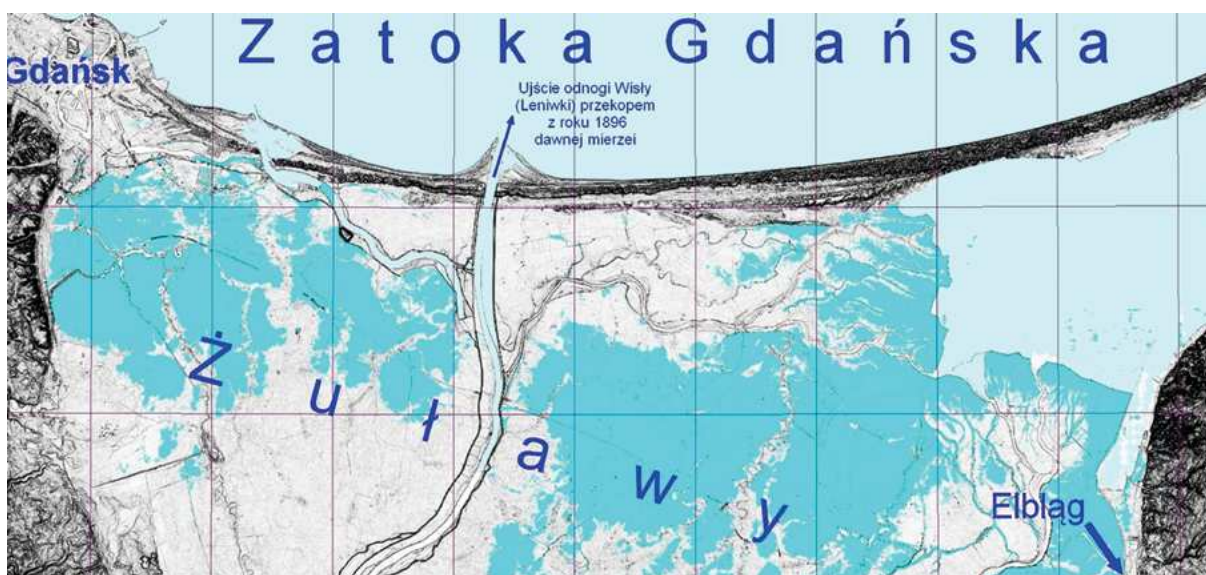 Zatoka Gdańska
Gdańsk
Ujście odnogi Wisły
(Leniwki) przekopem
z roku 1896
dawnej mierzei
Żuławy
Elbląg